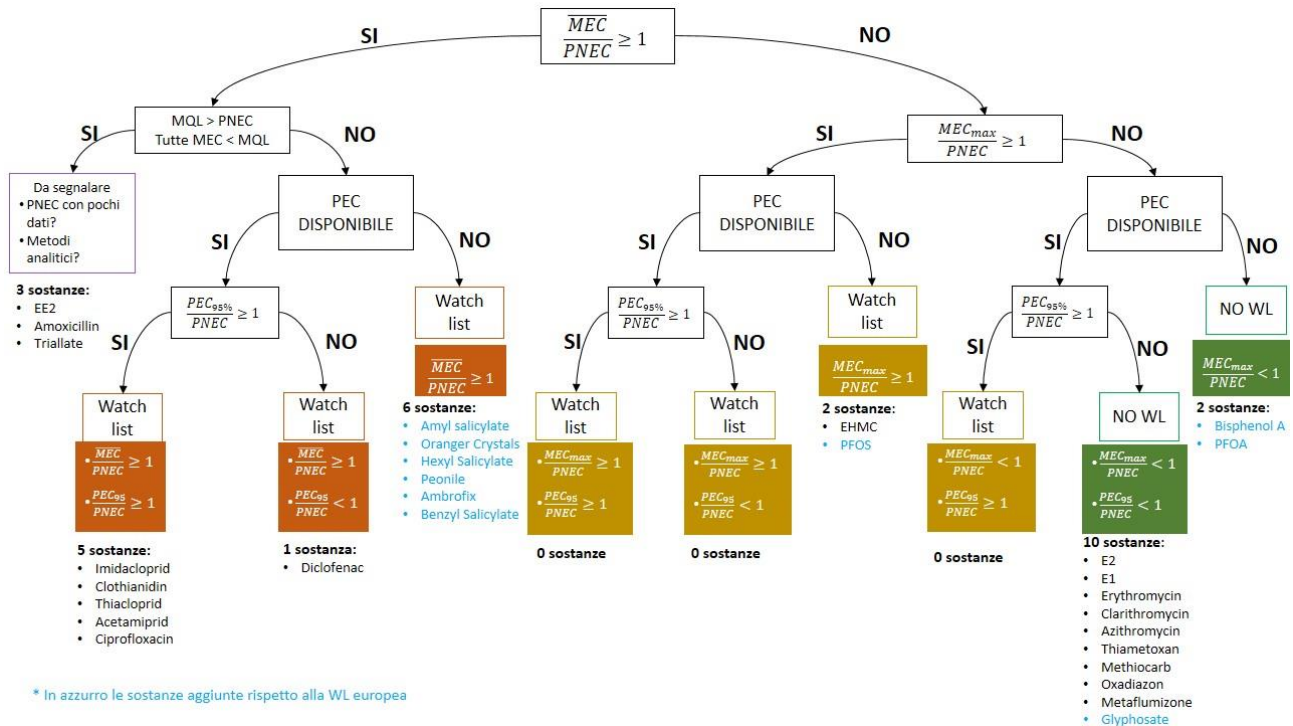 MEC/PNEC ≥ 1
SI
NO
MQL > PNEC
Tutte MEC < MQL
SI
NO
MECmax/PNEC ≥ 1
SI
NO
Da segnalare
• PNEC con pochi
dati?
• Metodi
analitici?
3 sostanze:
• EE2
• Amoxicillin
• Triallate
PEC
DISPONIBILE
SI
NO
PEC
DISPONIBILE
SI
NO
PEC
DISPONIBILE
SI
NO
PEC95%/PNEC ≥ 1
SI
NO
Watch
list
MEC/PNEC ≥ 1
6 sostanze:
• Amyl salicylate
• Oranger Crystals
• Hexyl Salicylate
• Peonile
• Ambrofix
• Benzyl Salicylate
PEC95%/PNEC ≥ 1
SI
NO
Watch
list
MECmax/PNEC ≥ 1
2 sostanze:
• EHMC
• PFOS
PEC95%/PNEC ≥ 1
SI
NO
NO WL
MECmax/PNEC < 1
2 sostanze:
• Bisphenol A
• PFOA
Watch
list
• MEC/PNEC ≥ 1
• PEC95/PNEC ≥ 1
5 sostanze:
• Imidacloprid
• Clothianidin
• Thiacloprid
• Acetamiprid
• Ciprofloxacin
Watch
list
• MEC/PNEC ≥ 1
• PEC95/PNEC < 1
1 sostanza:
• Diclofenac
Watch
list
• MECmax/PNEC ≥ 1
• PEC95/PNEC ≥ 1
0 sostanze
Watch
list
• MECmax/PNEC ≥ 1
• PEC95/PNEC < 1
0 sostanze
Watch
list
• MECmax/PNEC < 1
• PEC95/PNEC ≥ 1
0 sostanze
NO WL
• MECmax/PNEC < 1
• PEC95/PNEC < 1
10 sostanze:
• E2
• E1
• Erythromycin
• Clarithromycin
• Azithromycin
• Thiametoxan
• Methiocarb
• Oxadiazon
• Metaflumizone
• Glyphosate
* In azzurro le sostanze aggiunte rispetto alla WL europea